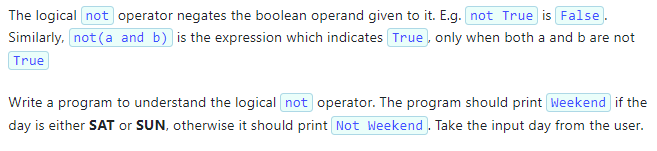 The logical not operator negates the boolean operand given to it. E.g. not True is False.
Similarly, not(a and b) is the expression which indicates True, only when both a and b are not
True
Write a program to understand the logical not operator. The program should print Weekend if the
day is either SAT or SUN, otherwise it should print Not Weekend. Take the input day from the user.